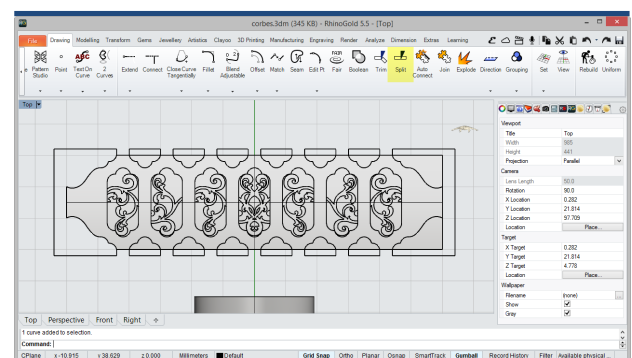 corbes.3dm (345 KB) - RhinoGold 5.5 - [Top]
File Drawing Modelling Transform Gems Jewellery Artistics Clayoo 3D Printing Manufacturing Engraving Render Analyze Dimension Extras Learning
e Pattern Studio Point Text On Curve 2 Curves Extend Connect Close Curve Tangentially Fillet Blend Adjustable Offset Match Seam Edit Pt Fair Boolean Trim Split Auto Connect Join Explode Direction Grouping Set View Rebuild Uniform
Top
Viewport
Title Top
Width 985
Height 441
Projection Parallel
Camera
Lens Length 50.0
Rotation 90.0
X Location 0.282
Y Location 21.814
Z Location 97.709
Location Place...
Target
X Target 0.282
Y Target 21.814
Z Target 4.778
Location Place...
Wallpaper
Filename (none)
Show
Gray
Top Perspective Front Right
1 curve added to selection.
Command:
CPlane x -10.915 y 38.629 z 0.000 Millimeters Default Grid Snap Ortho Planar Osnap SmartTrack Gumball Record History Filter Available physical ...